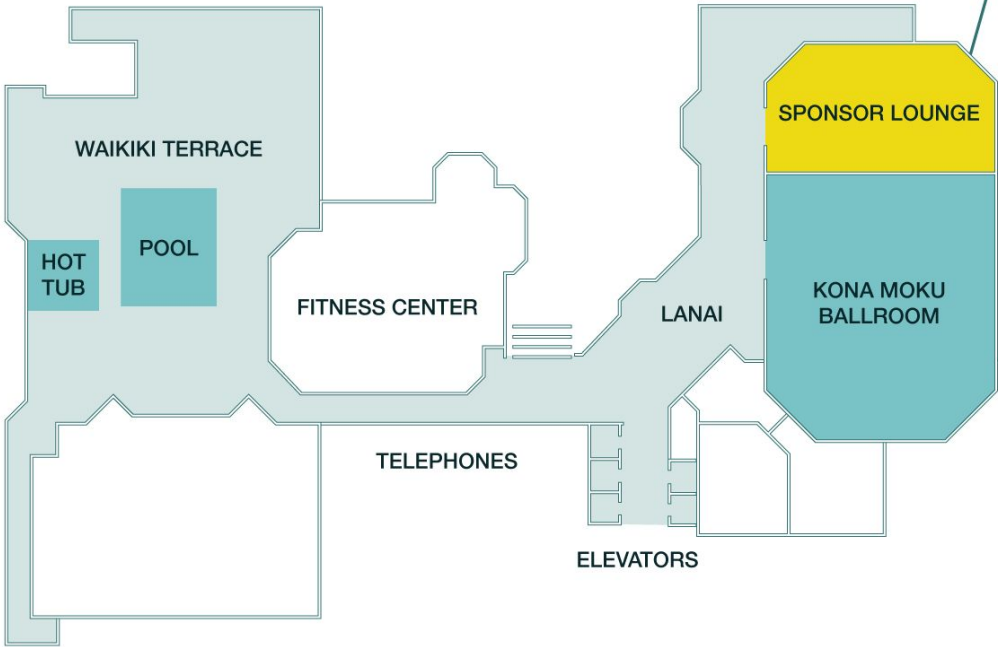 SPONSOR LOUNGE
WAIKIKI TERRACE
POOL
HOT
TUB
FITNESS CENTER
LANAI
KONA MOKU
BALLROOM
TELEPHONES
ELEVATORS